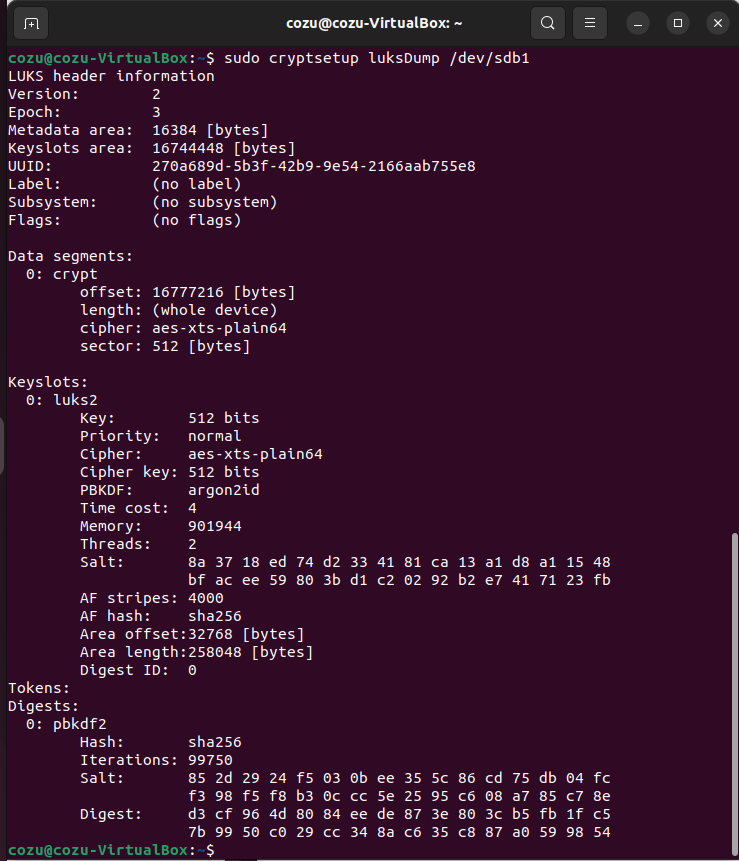 cozu@cozu-VirtualBox: ~
cozu@cozu-VirtualBox:~$ sudo cryptsetup luksDump /dev/sdb1
LUKS header information
Version:        2
Epoch:          3
Metadata area:  16384 [bytes]
Keyslots area:  16744448 [bytes]
UUID:           270a689d-5b3f-42b9-9e54-2166aab755e8
Label:          (no label)
Subsystem:      (no subsystem)
Flags:          (no flags)

Data segments:
  0: crypt
        offset: 16777216 [bytes]
        length: (whole device)
        cipher: aes-xts-plain64
        sector: 512 [bytes]

Keyslots:
  0: luks2
        Key:        512 bits
        Priority:   normal
        Cipher:     aes-xts-plain64
        Cipher key: 512 bits
        PBKDF:      argon2id
        Time cost:  4
        Memory:     901944
        Threads:    2
        Salt:       8a 37 18 ed 74 d2 33 41 81 ca 13 a1 d8 a1 15 48
                    bf ac ee 59 80 3b d1 c2 02 92 b2 e7 41 71 23 fb
        AF stripes: 4000
        AF hash:    sha256
        Area offset:32768 [bytes]
        Area length:258048 [bytes]
        Digest ID:  0
Tokens:
Digests:
  0: pbkdf2
        Hash:       sha256
        Iterations: 99750
        Salt:       85 2d 29 24 f5 03 0b ee 35 5c 86 cd 75 db 04 fc
                    f3 98 f5 f8 b3 0c cc 5e 25 95 c6 08 a7 85 c7 8e
        Digest:     d3 cf 96 4d 80 84 ee de 87 3e 80 3c b5 fb 1f c5
                    7b 99 50 c0 29 cc 34 8a c6 35 c8 87 a0 59 98 54
cozu@cozu-VirtualBox:~$